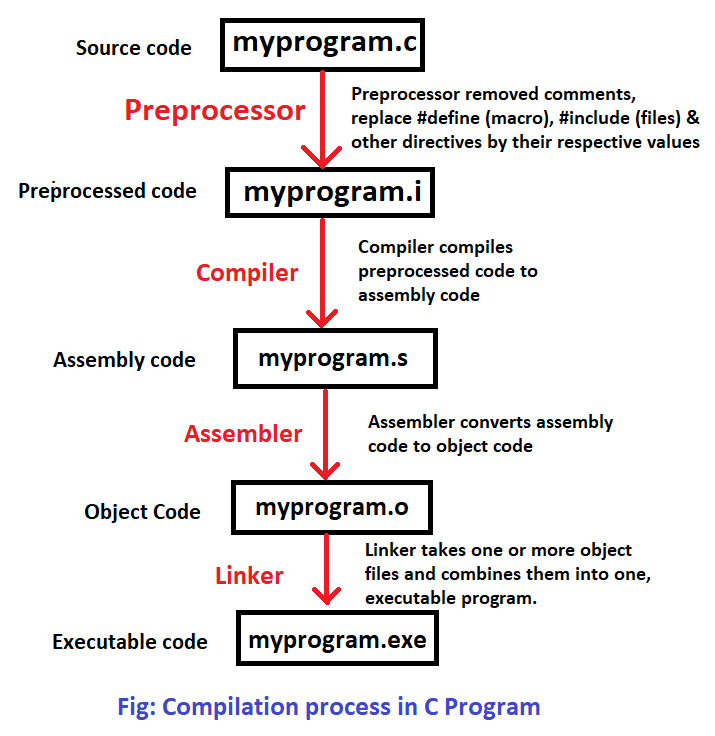 Source code
myprogram.c
Preprocessor
Preprocessor removed comments,
replace #define (macro), #include (files) &
other directives by their respective values
Preprocessed code
myprogram.i
Compiler
Compiler compiles
preprocessed code to
assembly code
Assembly code
myprogram.s
Assembler
Assembler converts assembly
code to object code
Object Code
myprogram.o
Linker
Linker takes one or more object
files and combines them into one,
executable program.
Executable code
myprogram.exe
Fig: Compilation process in C Program